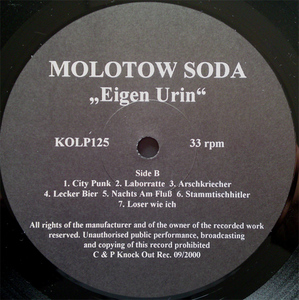 MOLOTOW SODA
„Eigen Urin“
KOLP125 33 rpm
Side B
1. City Punk 2. Laborratte 3. Arschkriecher
4. Lecker Bier 5. Nachts Am Fluß 6. Stammtischhitler
7. Loser wie ich
All rights of the manufacturer and of the owner of the recorded work
reserved. Unauthorised public performance, broadcasting
and copying of this record prohibited
C & P Knock Out Rec. 09/2000